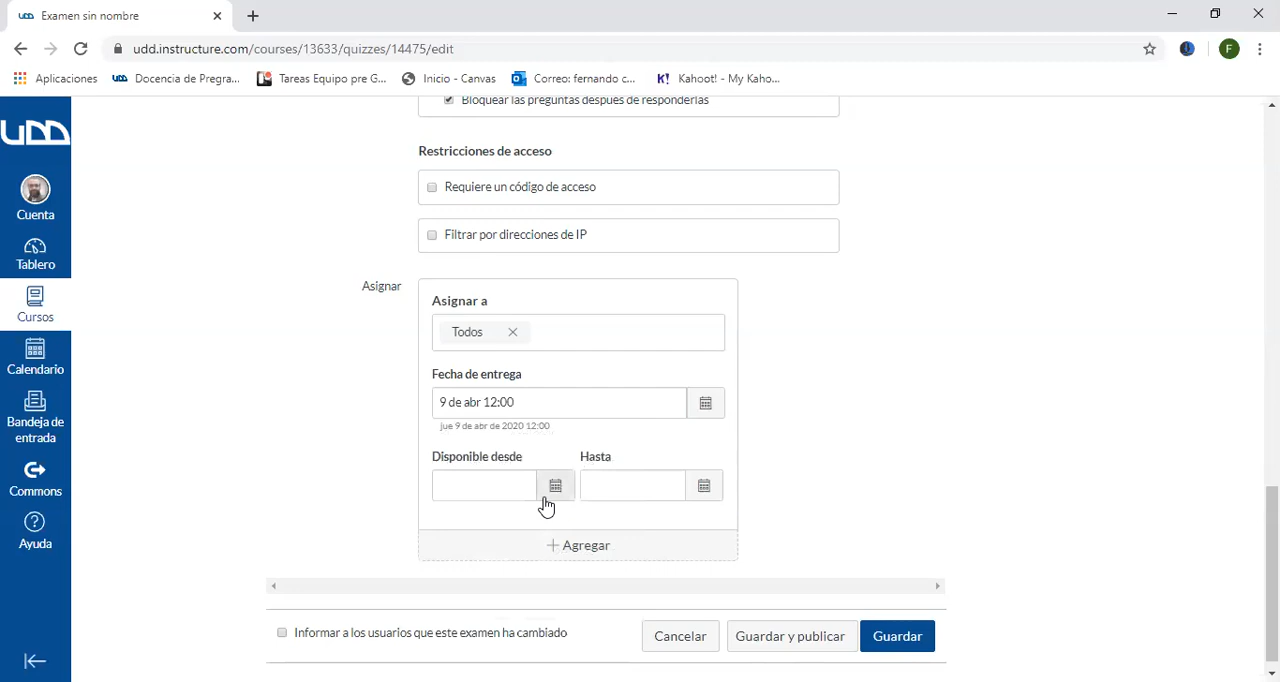 Examen sin nombre
udd.instructure.com/courses/13633/quizzes/14475/edit
F
Aplicaciones
Docencia de Pregra...
Tareas Equipo pre G...
Inicio - Canvas
Correo: fernando c...
K! Kahoot! - My Kaho...
UDD
Cuenta
Tablero
Cursos
Calendario
Bandeja de
entrada
Commons
Ayuda
Bloquear las preguntas después de responderlas
Restricciones de acceso
Requiere un código de acceso
Filtrar por direcciones de IP
Asignar
Asignar a
Todos
Fecha de entrega
9 de abr 12:00
jue 9 de abr de 2020 12:00
Disponible desde Hasta
Agregar
Informar a los usuarios que este examen ha cambiado
Cancelar Guardar y publicar Guardar